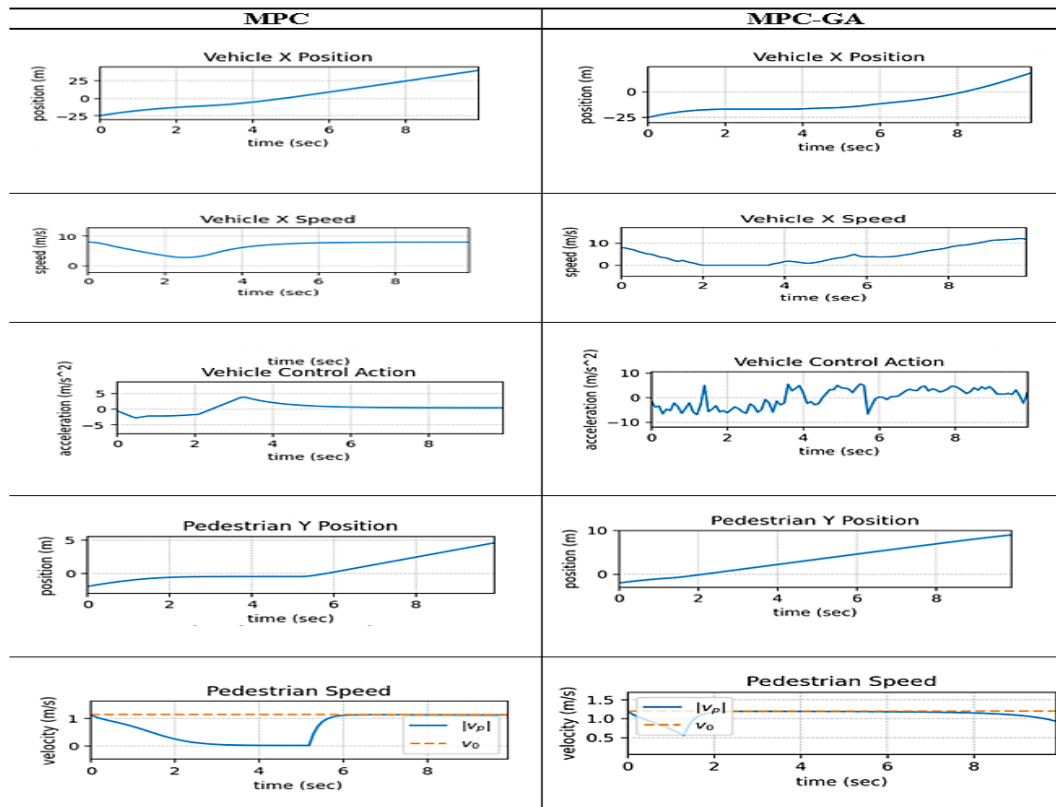 MPC MPC-GA
Vehicle X Position
position (m)
25
0
−25
0 2 4 6 8
time (sec)
Vehicle X Position
position (m)
0
−25
0 2 4 6 8
time (sec)
Vehicle X Speed
speed (m/s)
10
0
0 2 4 6 8
time (sec)
Vehicle X Speed
speed (m/s)
10
0
0 2 4 6 8
time (sec)
time (sec)
Vehicle Control Action
acceleration (m/s^2)
5
0
−5
0 2 4 6 8
time (sec)
Vehicle Control Action
acceleration (m/s^2)
10
0
−10
0 2 4 6 8
time (sec)
Pedestrian Y Position
position (m)
5
0
0 2 4 6 8
time (sec)
Pedestrian Y Position
position (m)
10
0
0 2 4 6 8
time (sec)
Pedestrian Speed
velocity (m/s)
1
0
|vₚ|
v₀
0 2 4 6 8
time (sec)
Pedestrian Speed
velocity (m/s)
1.5
1.0
0.5
|vₚ|
v₀
0 2 4 6 8
time (sec)